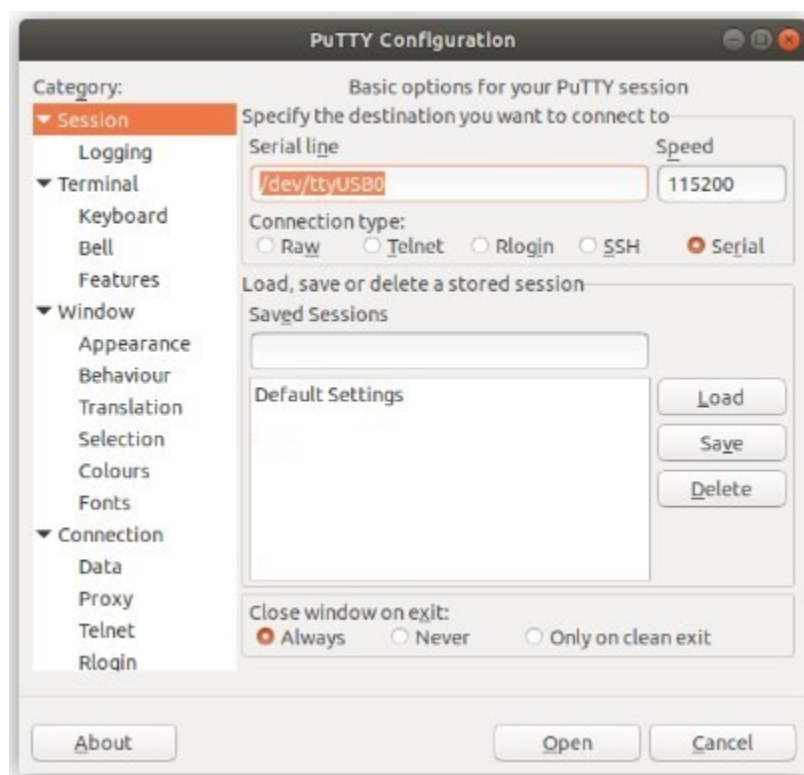 PuTTY Configuration
Category:
Session
Logging
Terminal
Keyboard
Bell
Features
Window
Appearance
Behaviour
Translation
Selection
Colours
Fonts
Connection
Data
Proxy
Telnet
Rlogin
Basic options for your PuTTY session
Specify the destination you want to connect to
Serial line Speed
/dev/ttyUSB0 115200
Connection type:
Raw Telnet Rlogin SSH Serial
Load, save or delete a stored session
Saved Sessions
Default Settings
Load
Save
Delete
Close window on exit:
Always Never Only on clean exit
About Open Cancel